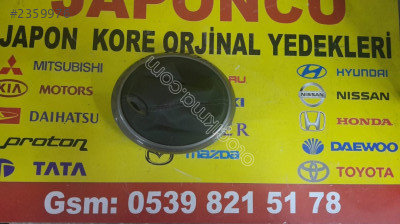 #2359976
JAPONCU
JAPON KORE ORJİNAL YEDEKLERİ
MITSUBISHI
HYUNDAI
KIA MOTORS
NISSAN
DAIHATSU
HONDA
PROTON
mazda
DAEWOO
TATA
TOYOTA
Gsm: 0539 821 51 78